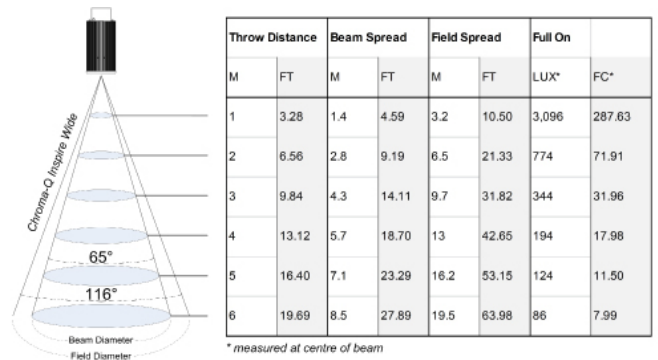 Chroma-Q Inspire Wide
65°
116°
Beam Diameter
Field Diameter
Throw Distance Beam Spread Field Spread Full On
M FT M FT M FT LUX* FC*
1 3.28 1.4 4.59 3.2 10.50 3,096 287.63
2 6.56 2.8 9.19 6.5 21.33 774 71.91
3 9.84 4.3 14.11 9.7 31.82 344 31.96
4 13.12 5.7 18.70 13 42.65 194 17.98
5 16.40 7.1 23.29 16.2 53.15 124 11.50
6 19.69 8.5 27.89 19.5 63.98 86 7.99
* measured at centre of beam